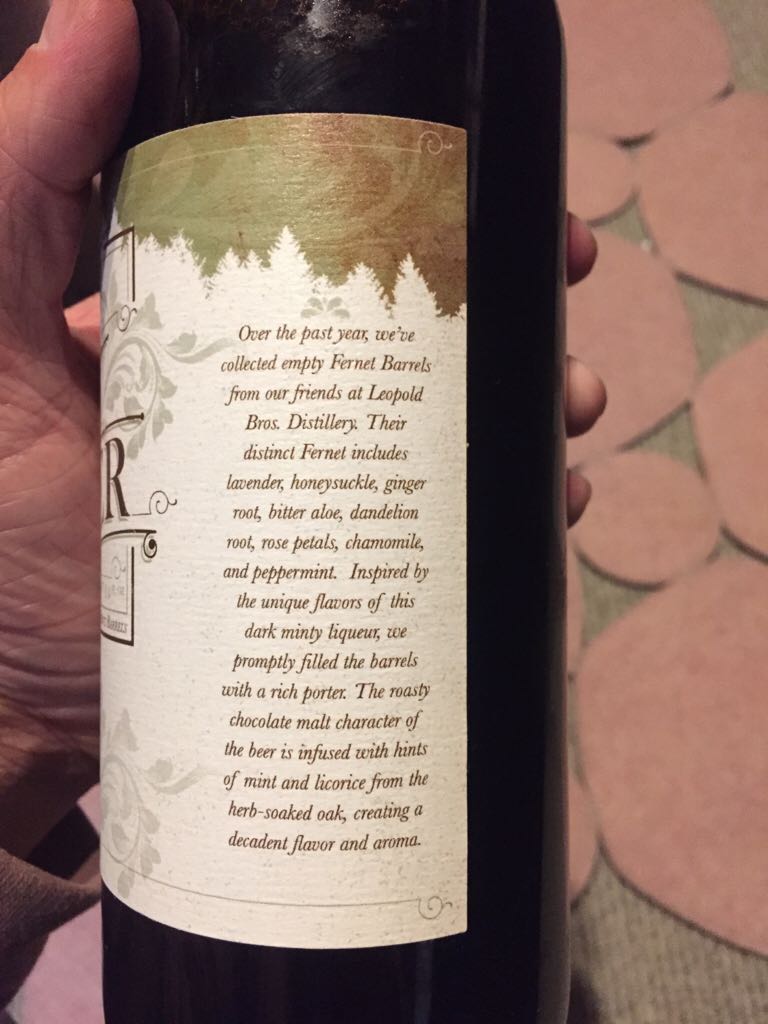 Over the past year, we've
collected empty Fernet Barrels
from our friends at Leopold
Bros. Distillery. Their
distinct Fernet includes
lavender, honeysuckle, ginger
root, bitter aloe, dandelion
root, rose petals, chamomile,
and peppermint. Inspired by
the unique flavors of this
dark minty liqueur, we
promptly filled the barrels
with a rich porter. The roasty
chocolate malt character of
the beer is infused with hints
of mint and licorice from the
herb-soaked oak, creating a
decadent flavor and aroma.
R
BARRELS